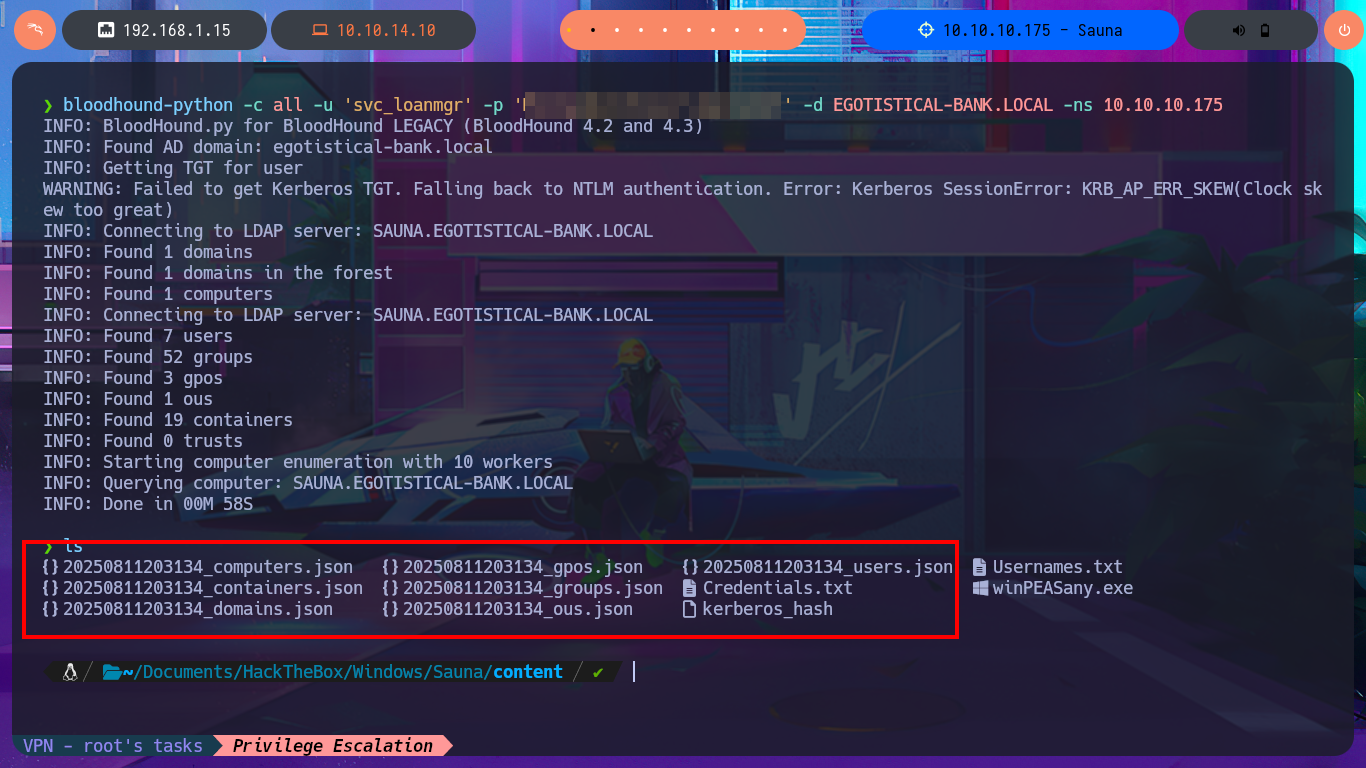 192.168.1.15 10.10.14.10 10.10.10.175 - Sauna
❯ bloodhound-python -c all -u 'svc_loanmgr' -p ' ' -d EGOTISTICAL-BANK.LOCAL -ns 10.10.10.175
INFO: BloodHound.py for BloodHound LEGACY (BloodHound 4.2 and 4.3)
INFO: Found AD domain: egotistical-bank.local
INFO: Getting TGT for user
WARNING: Failed to get Kerberos TGT. Falling back to NTLM authentication. Error: Kerberos SessionError: KRB_AP_ERR_SKEW(Clock sk
ew too great)
INFO: Connecting to LDAP server: SAUNA.EGOTISTICAL-BANK.LOCAL
INFO: Found 1 domains
INFO: Found 1 domains in the forest
INFO: Found 1 computers
INFO: Connecting to LDAP server: SAUNA.EGOTISTICAL-BANK.LOCAL
INFO: Found 7 users
INFO: Found 52 groups
INFO: Found 3 gpos
INFO: Found 1 ous
INFO: Found 19 containers
INFO: Found 0 trusts
INFO: Starting computer enumeration with 10 workers
INFO: Querying computer: SAUNA.EGOTISTICAL-BANK.LOCAL
INFO: Done in 00M 58S
❯ ls
{} 20250811203134_computers.json {} 20250811203134_gpos.json {} 20250811203134_users.json Usernames.txt
{} 20250811203134_containers.json {} 20250811203134_groups.json Credentials.txt winPEASany.exe
{} 20250811203134_domains.json {} 20250811203134_ous.json kerberos_hash
~/Documents/HackTheBox/Windows/Sauna/content / ✔
VPN - root's tasks Privilege Escalation